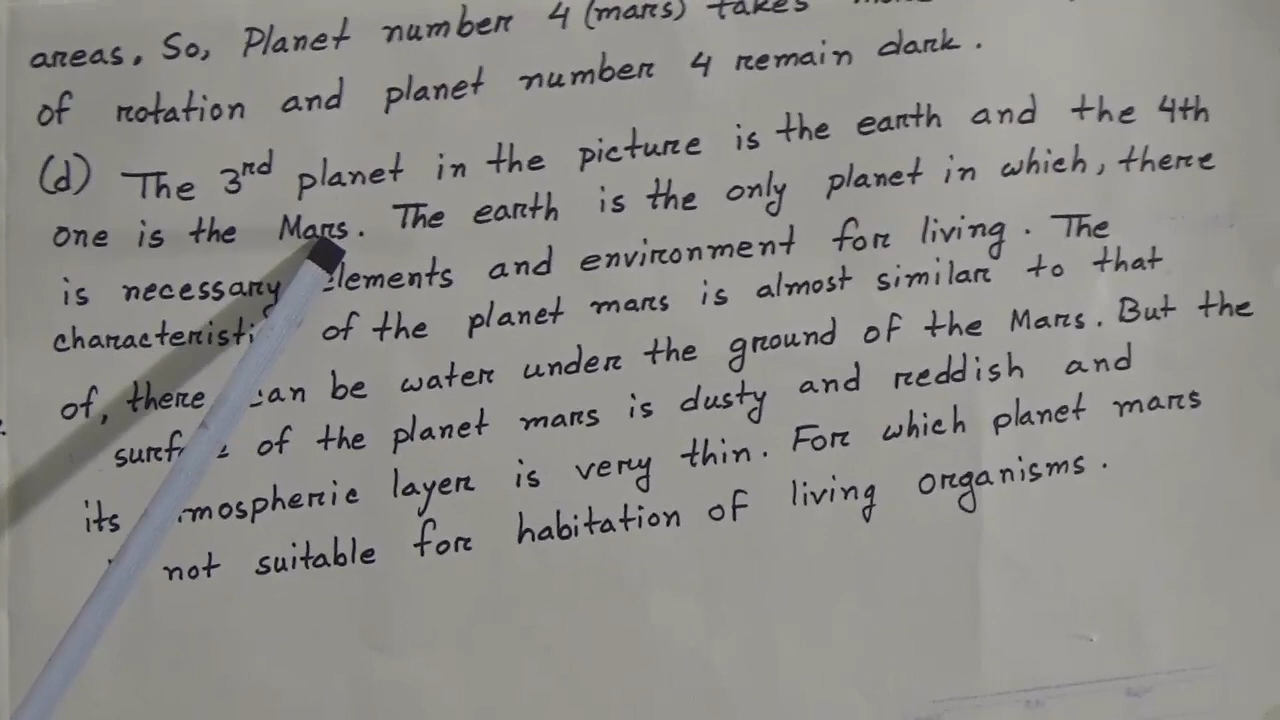 areas. So, Planet number 4 (mars) takes
of rotation and planet number 4 remain dark.
(d) The 3rd planet in the picture is the earth and the 4th
one is the Mars. The earth is the only planet in which, there
is necessary elements and environment for living. The
of the planet mars is almost similar to that
of, there can be water under the ground of the Mars. But the
of the planet mars is dusty and reddish and
its layer is very thin. For which planet mars
not suitable for habitation of living organisms.